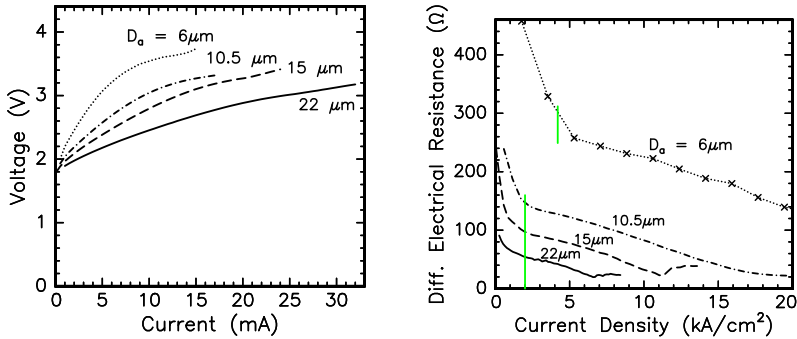 4
3
2
1
0
Voltage (V)
D_a = 6μm
10.5 μm
15 μm
22 μm
0 5 10 15 20 25 30
Current (mA)
400
300
200
100
0
Diff. Electrical Resistance (Ω)
D_a = 6μm
10.5μm
15μm
22μm
0 5 10 15 20
Current Density (kA/cm²)